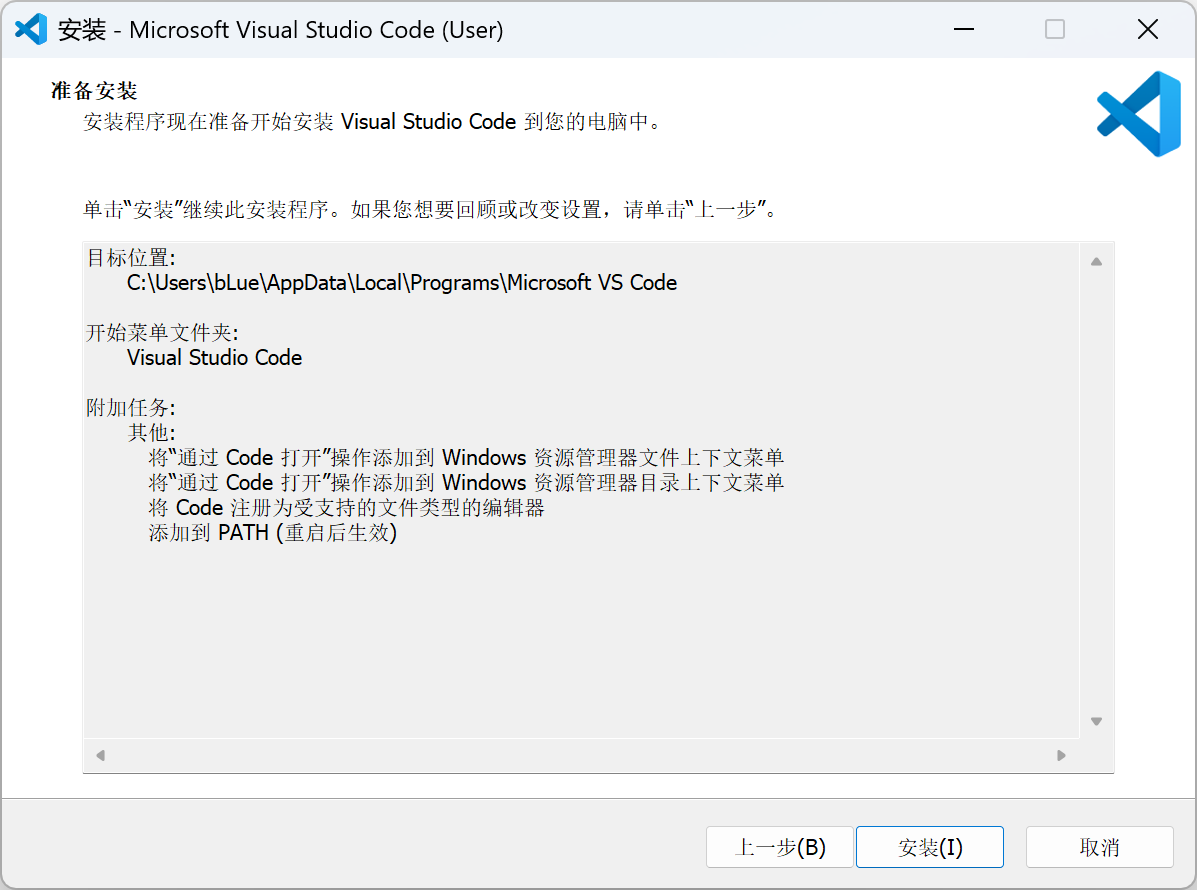 安装 - Microsoft Visual Studio Code (User)
准备安装
安装程序现在准备开始安装 Visual Studio Code 到您的电脑中。
单击“安装”继续此安装程序。如果您想要回顾或改变设置，请单击“上一步”。
目标位置:
C:\Users\bLue\AppData\Local\Programs\Microsoft VS Code
开始菜单文件夹:
Visual Studio Code
附加任务:
其他:
将“通过 Code 打开”操作添加到 Windows 资源管理器文件上下文菜单
将“通过 Code 打开”操作添加到 Windows 资源管理器目录上下文菜单
将 Code 注册为受支持的文件类型的编辑器
添加到 PATH (重启后生效)
上一步(B) 安装(I) 取消